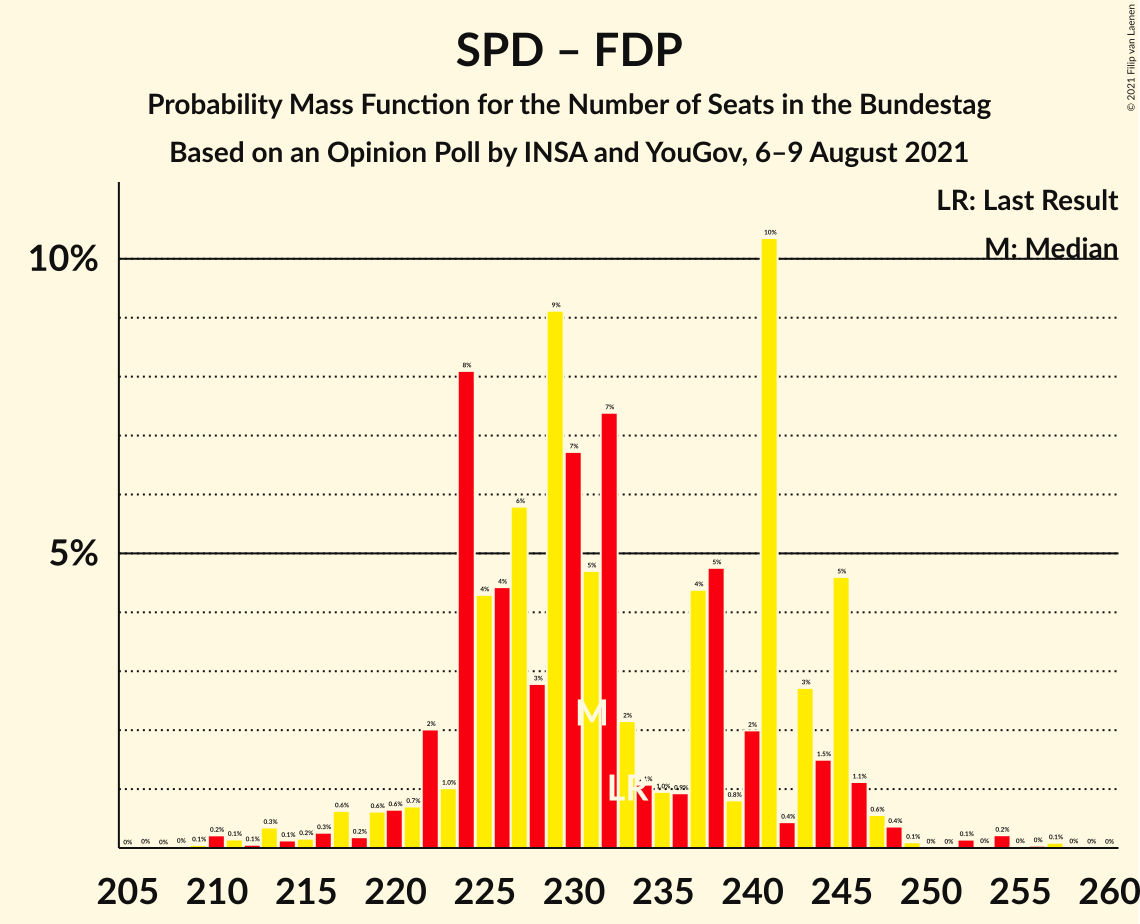 SPD – FDP
Probability Mass Function for the Number of Seats in the Bundestag
Based on an Opinion Poll by INSA and YouGov, 6–9 August 2021
© 2021 Filip van Laenen
LR: Last Result
M: Median
10%
5%
0% 0% 0% 0% 0.1% 0.2% 0.1% 0.1% 0.3% 0.1% 0.2% 0.3% 0.6% 0.2% 0.6% 0.6% 0.7% 2% 1.0% 8% 4% 4% 6% 3% 9% 7% 5% 7% 2% 1% 1.0% 0.9% 4% 5% 0.8% 2% 10% 0.4% 3% 1.5% 5% 1.1% 0.6% 0.4% 0.1% 0% 0% 0.1% 0% 0.2% 0% 0% 0.1% 0% 0% 0%
M
LR
205 210 215 220 225 230 235 240 245 250 255 260